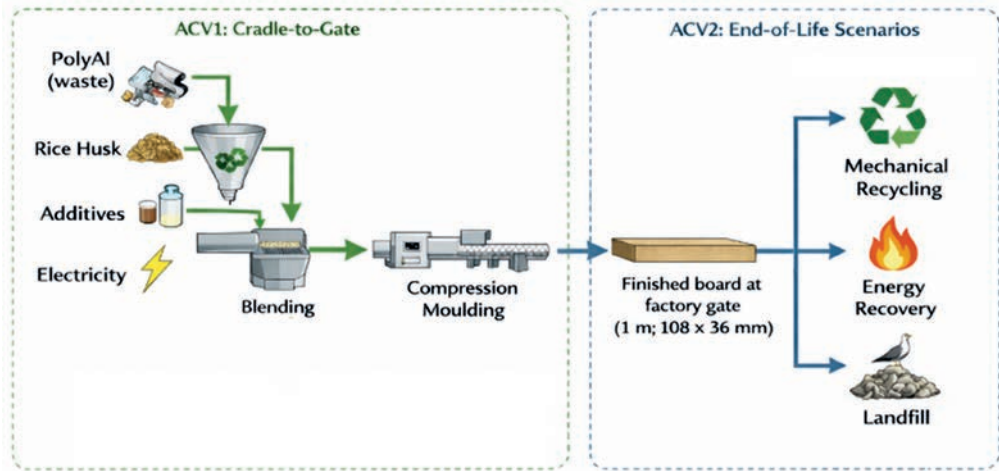 ACV1: Cradle-to-Gate
PolyAl
(waste)
Rice Husk
Additives
Electricity
Blending
Compression
Moulding
ACV2: End-of-Life Scenarios
Finished board at
factory gate
(1 m; 108 x 36 mm)
Mechanical
Recycling
Energy
Recovery
Landfill